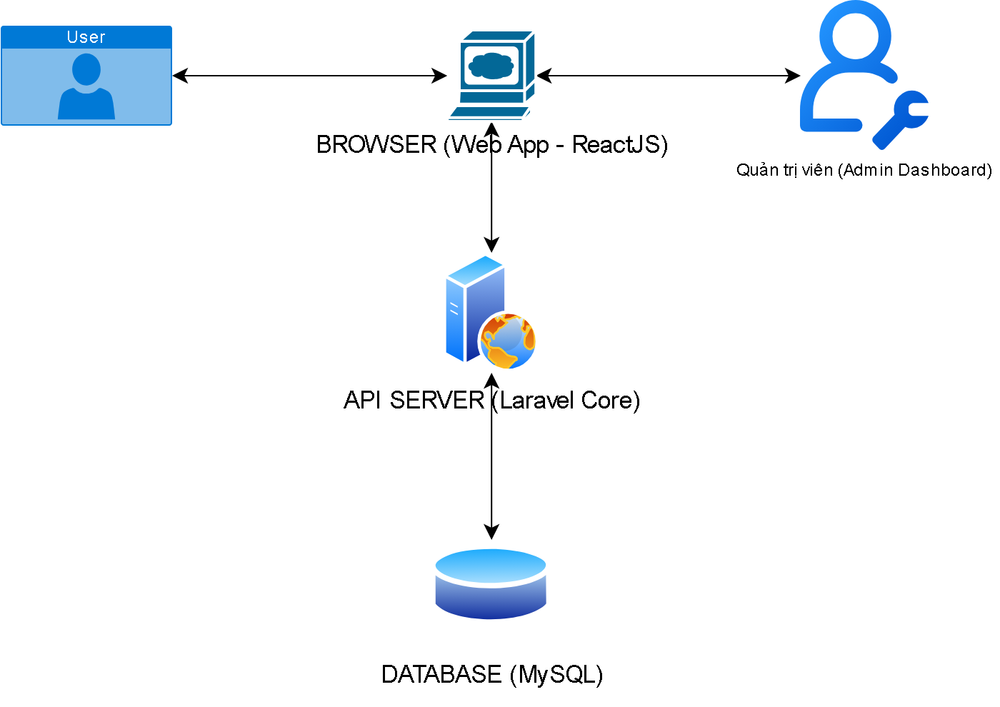 User
BROWSER (Web App - ReactJS)
Quản trị viên (Admin Dashboard)
API SERVER (Laravel Core)
DATABASE (MySQL)